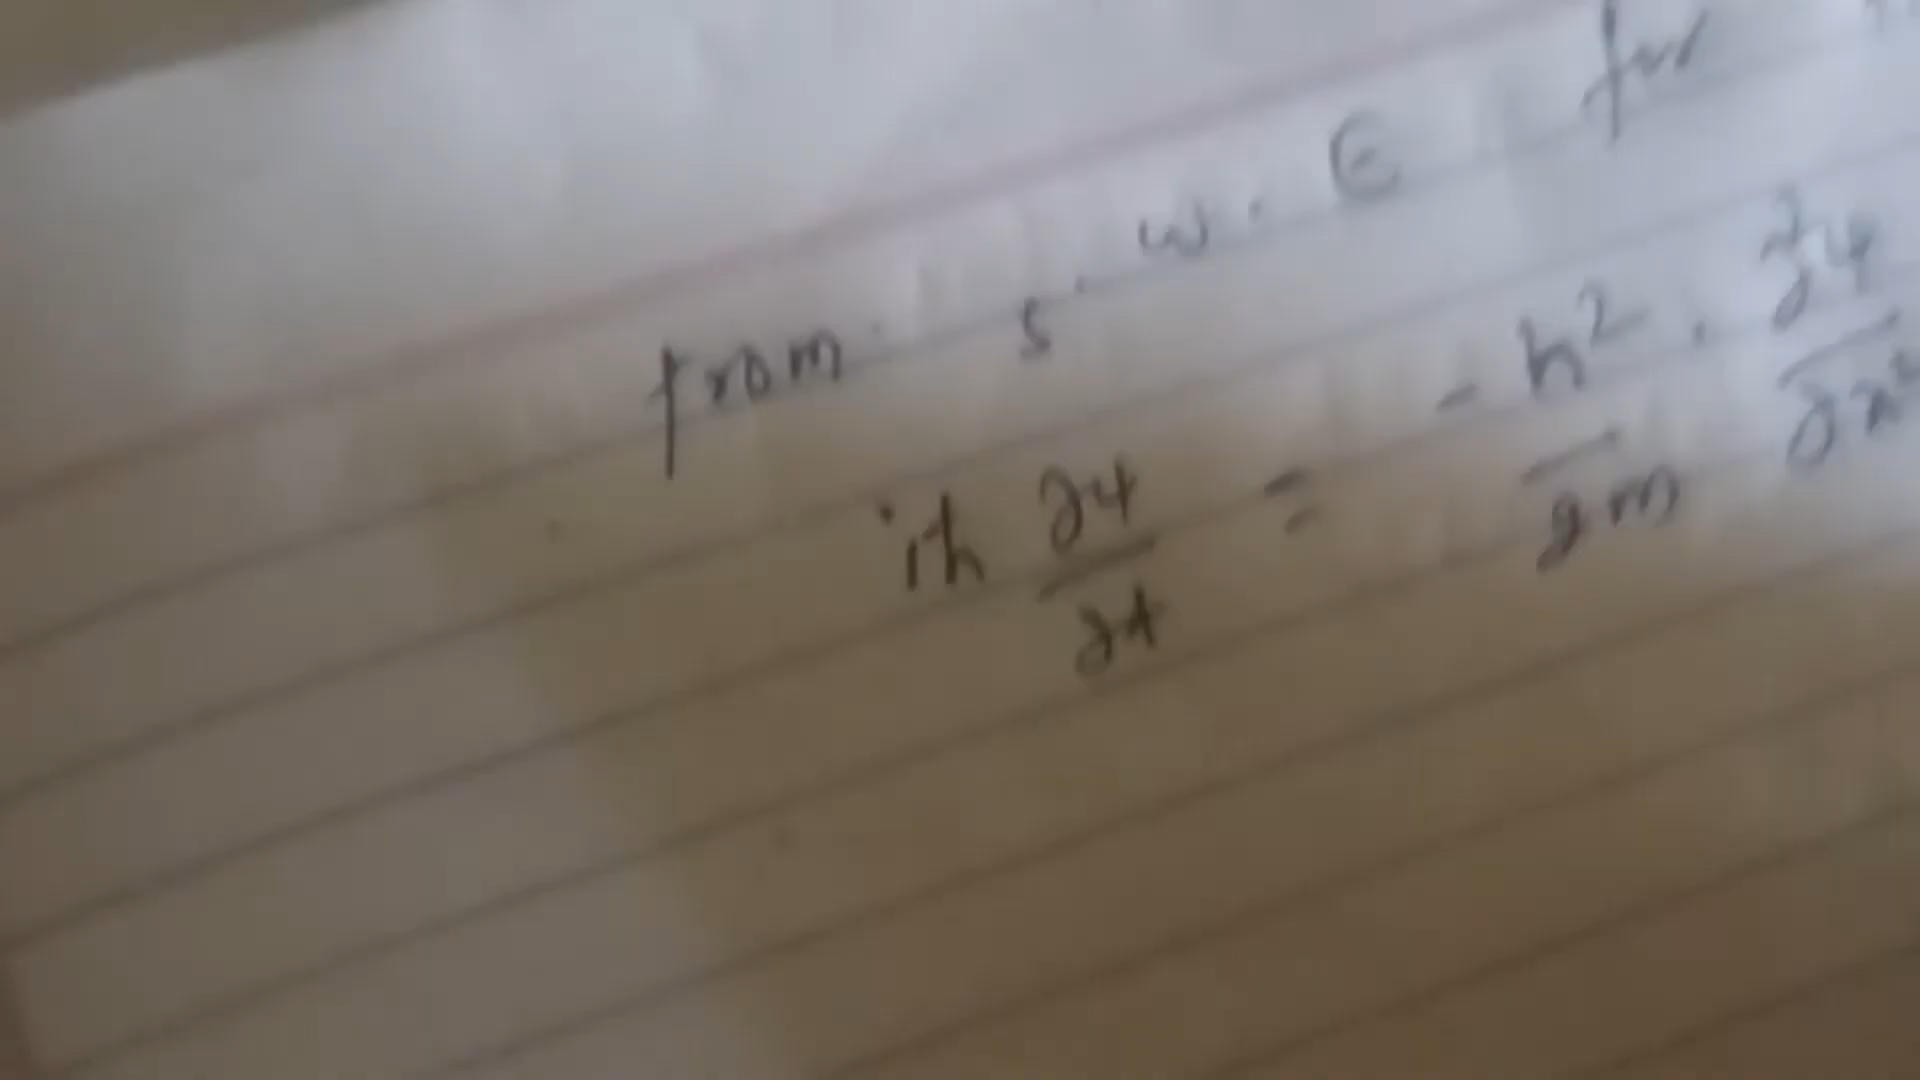 from S.W.E for
iħ ∂ψ/∂t = -ħ²/2m . ∂²ψ/∂x²